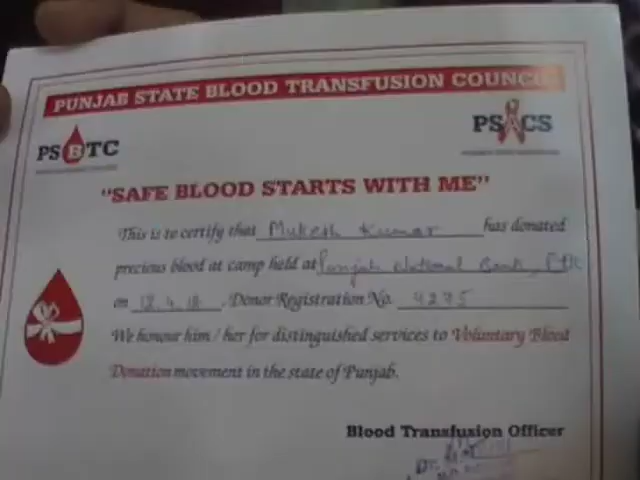 PUNJAB STATE BLOOD TRANSFUSION COUNCIL
PSBTC
PSACS
"SAFE BLOOD STARTS WITH ME"
This is to certify that Mukesh Kumar has donated
precious blood at camp held at Punjab National Bank,
on 18.4.18. Donor Registration No. 4275
We honour him / her for distinguished services to Voluntary Blood
Donation movement in the state of Punjab.
Blood Transfusion Officer